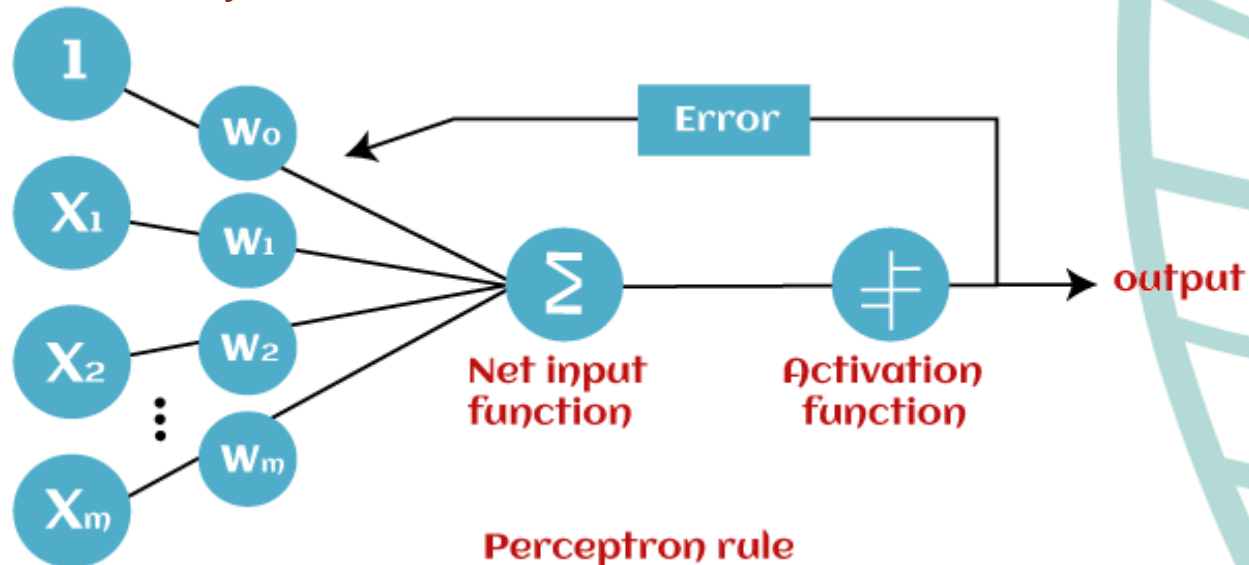 1
w₀
Error
X₁
w₁
Σ
output
X₂
w₂
Net input
function
Activation
function
wₘ
Xₘ
Perceptron rule